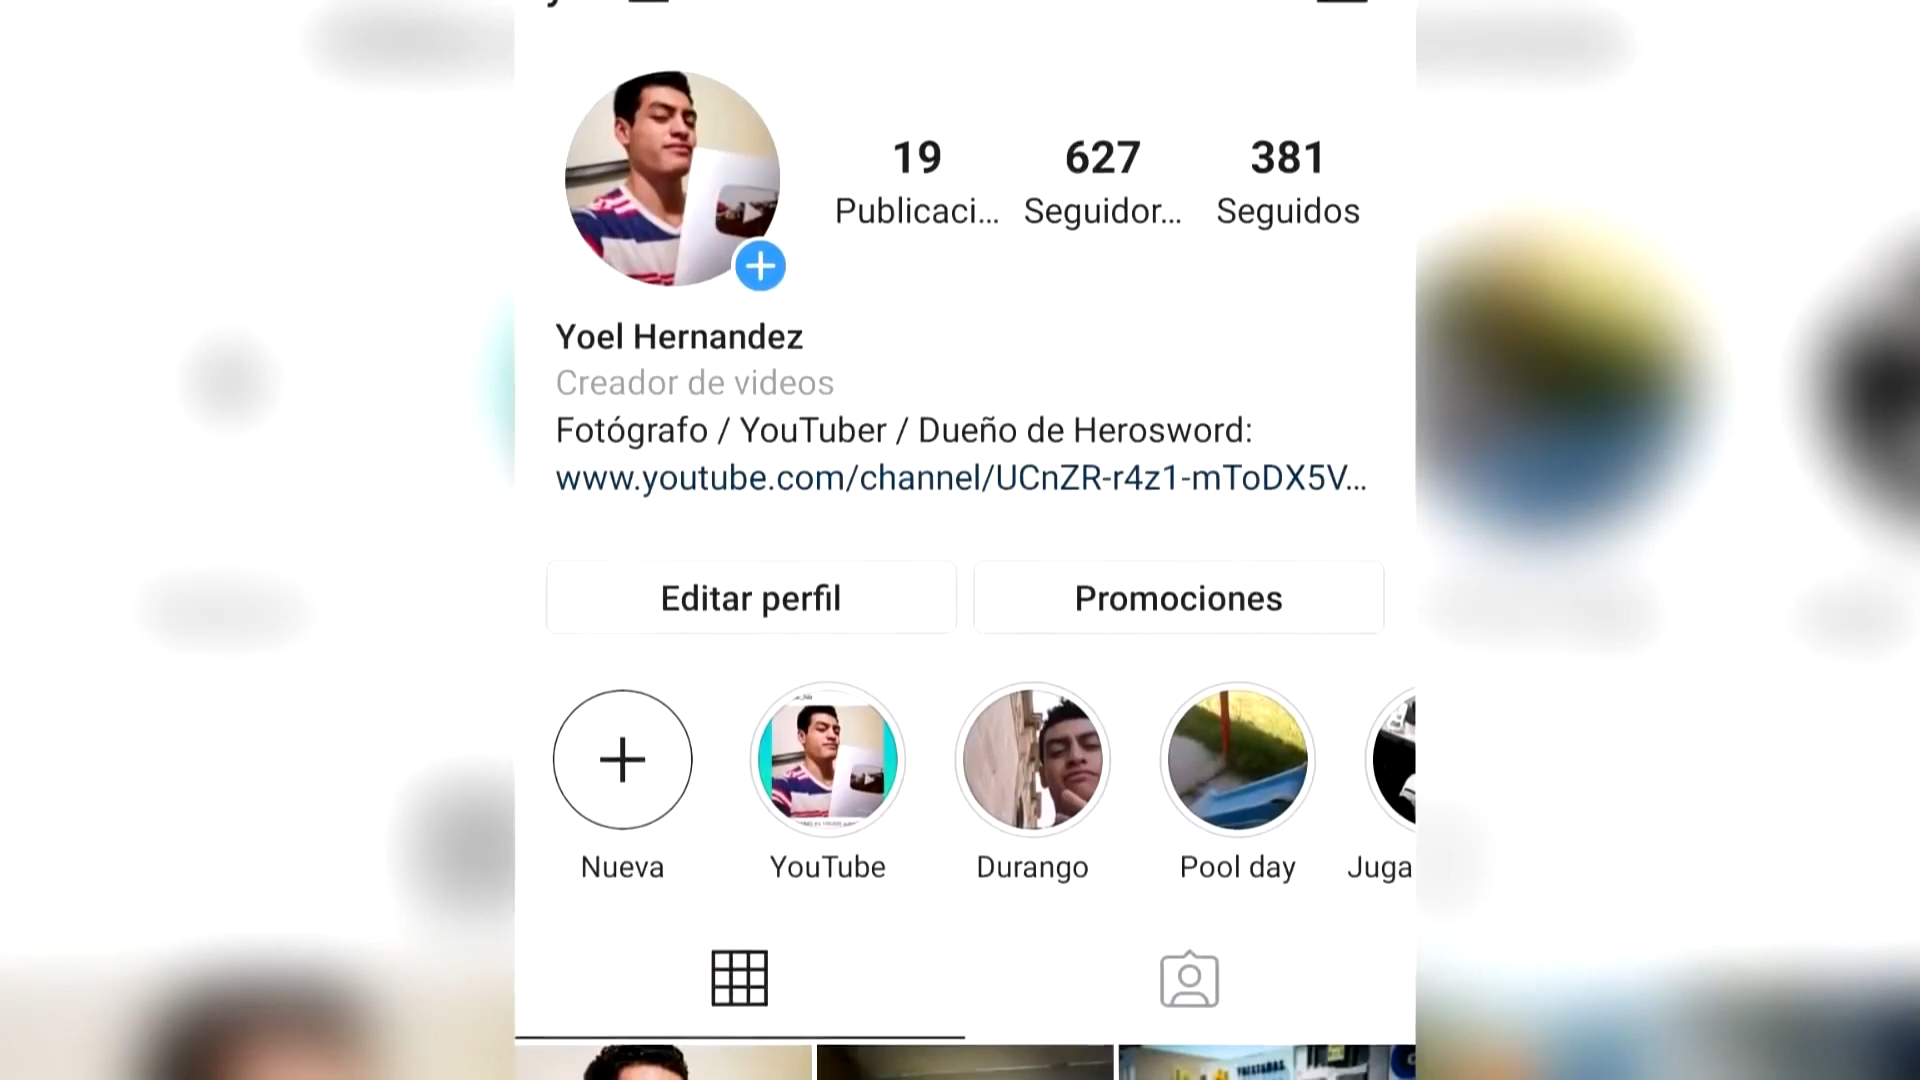 19 627 381
Publicaci... Seguidor... Seguidos
Yoel Hernandez
Creador de videos
Fotógrafo / YouTuber / Dueño de Herosword:
www.youtube.com/channel/UCnZR-r4z1-mToDX5V...
Editar perfil Promociones
Nueva YouTube Durango Pool day Juga